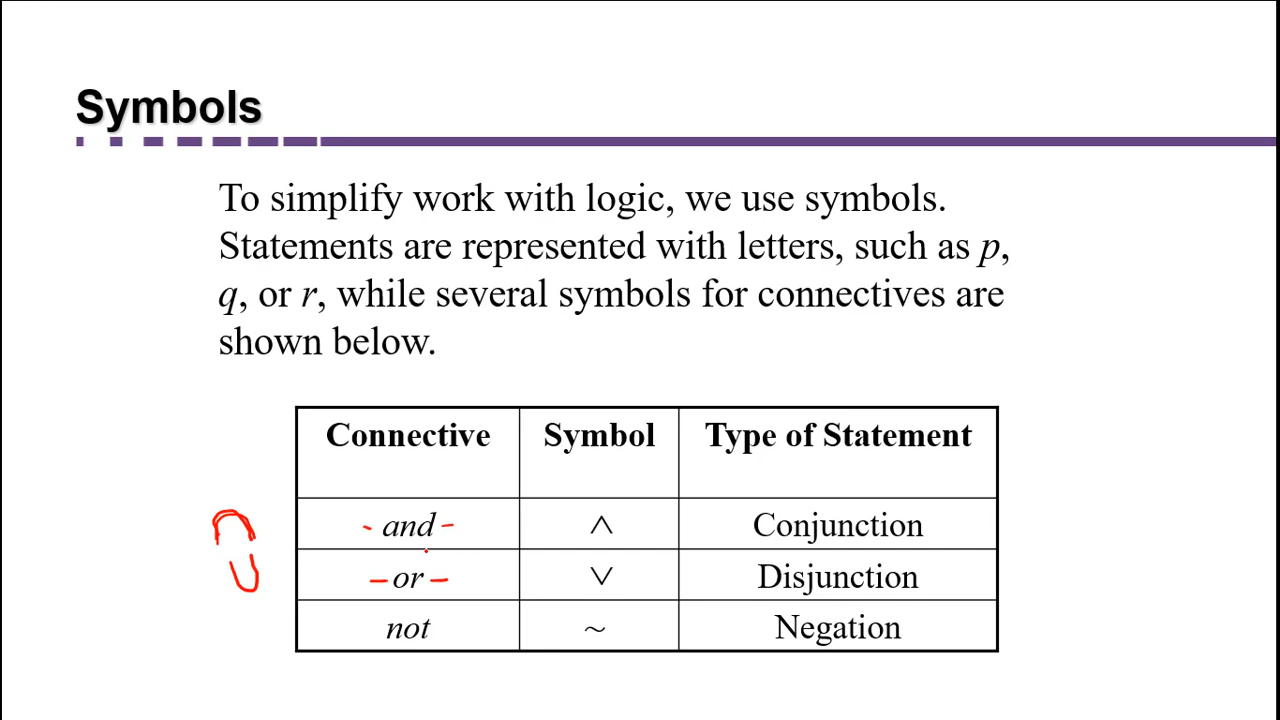 Symbols
To simplify work with logic, we use symbols.
Statements are represented with letters, such as p,
q, or r, while several symbols for connectives are
shown below.
Connective Symbol Type of Statement
∩ - and - ∧ Conjunction
∪ - or - ∨ Disjunction
not ~ Negation